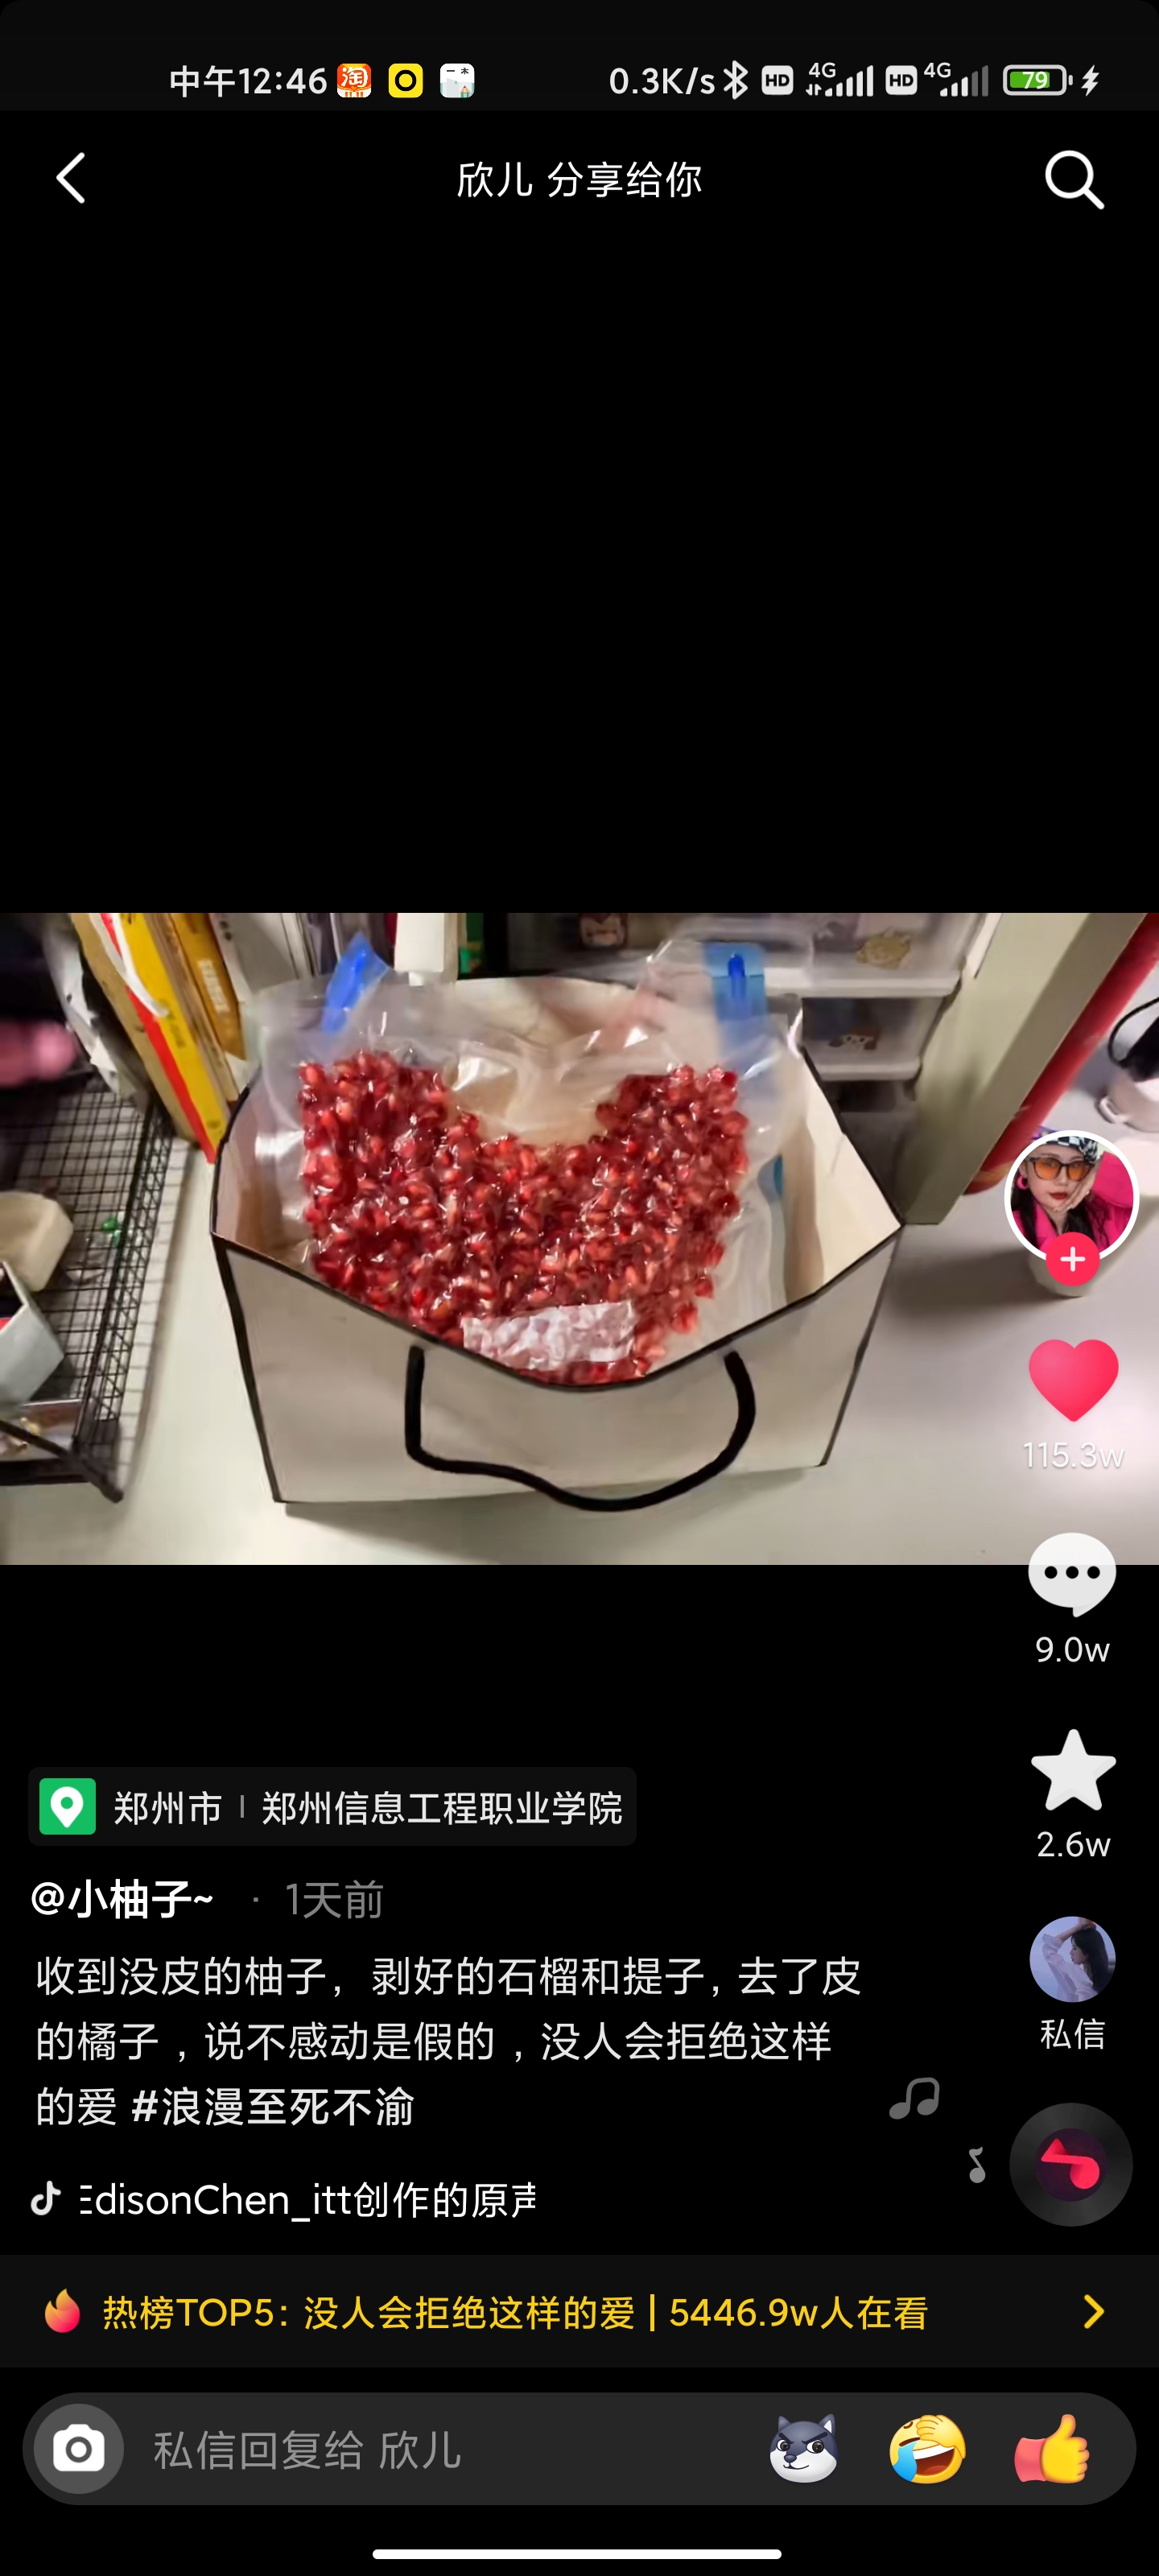 中午12:46
淘
0.3K/s HD 4G HD 4G 79
欣儿 分享给你
115.3w
9.0w
2.6w
郑州市 | 郑州信息工程职业学院
@小柚子~ · 1天前
收到没皮的柚子，剥好的石榴和提子，去了皮
的橘子，说不感动是假的，没人会拒绝这样
的爱 #浪漫至死不渝
私信
disonChen_itt创作的原声
热榜TOP5：没人会拒绝这样的爱 | 5446.9w人在看
私信回复给 欣儿